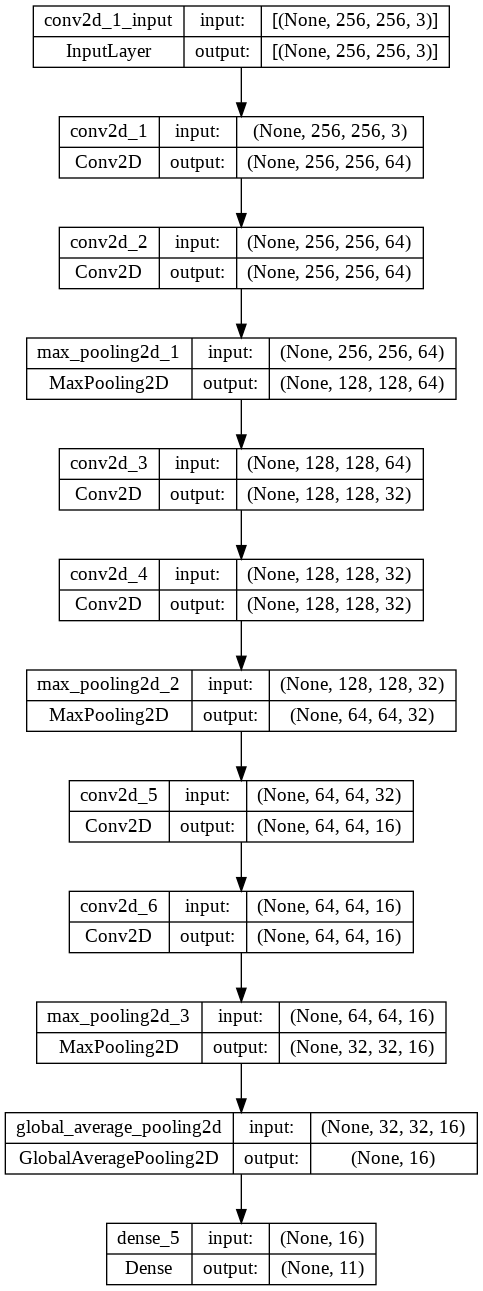 conv2d_1_input input: [(None, 256, 256, 3)]
InputLayer output: [(None, 256, 256, 3)]
conv2d_1 input: (None, 256, 256, 3)
Conv2D output: (None, 256, 256, 64)
conv2d_2 input: (None, 256, 256, 64)
Conv2D output: (None, 256, 256, 64)
max_pooling2d_1 input: (None, 256, 256, 64)
MaxPooling2D output: (None, 128, 128, 64)
conv2d_3 input: (None, 128, 128, 64)
Conv2D output: (None, 128, 128, 32)
conv2d_4 input: (None, 128, 128, 32)
Conv2D output: (None, 128, 128, 32)
max_pooling2d_2 input: (None, 128, 128, 32)
MaxPooling2D output: (None, 64, 64, 32)
conv2d_5 input: (None, 64, 64, 32)
Conv2D output: (None, 64, 64, 16)
conv2d_6 input: (None, 64, 64, 16)
Conv2D output: (None, 64, 64, 16)
max_pooling2d_3 input: (None, 64, 64, 16)
MaxPooling2D output: (None, 32, 32, 16)
global_average_pooling2d input: (None, 32, 32, 16)
GlobalAveragePooling2D output: (None, 16)
dense_5 input: (None, 16)
Dense output: (None, 11)